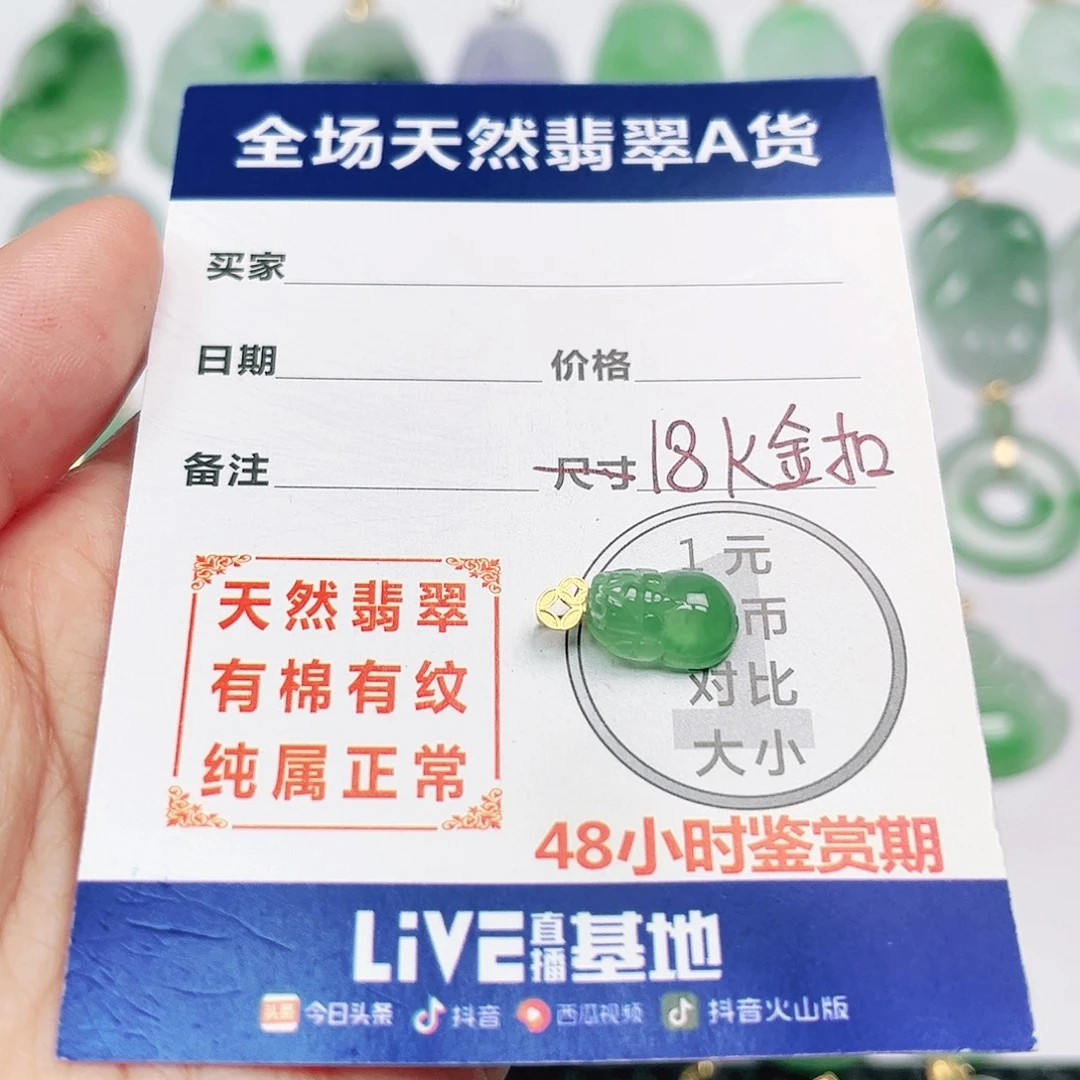 全场天然翡翠A货
买家
日期 价格
备注 尺寸 18K金扣
天然翡翠
有棉有纹
纯属正常
1元
币
对比
大小
48小时鉴赏期
LiVE直播基地
头条 今日头条 抖音 西瓜视频 抖音火山版